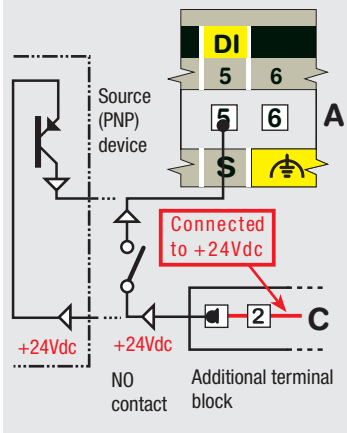 DI
5 6
5 6 A
S
Source
(PNP)
device
Connected
to +24Vdc
1 2 C
+24Vdc
+24Vdc
NO
contact
Additional terminal
block